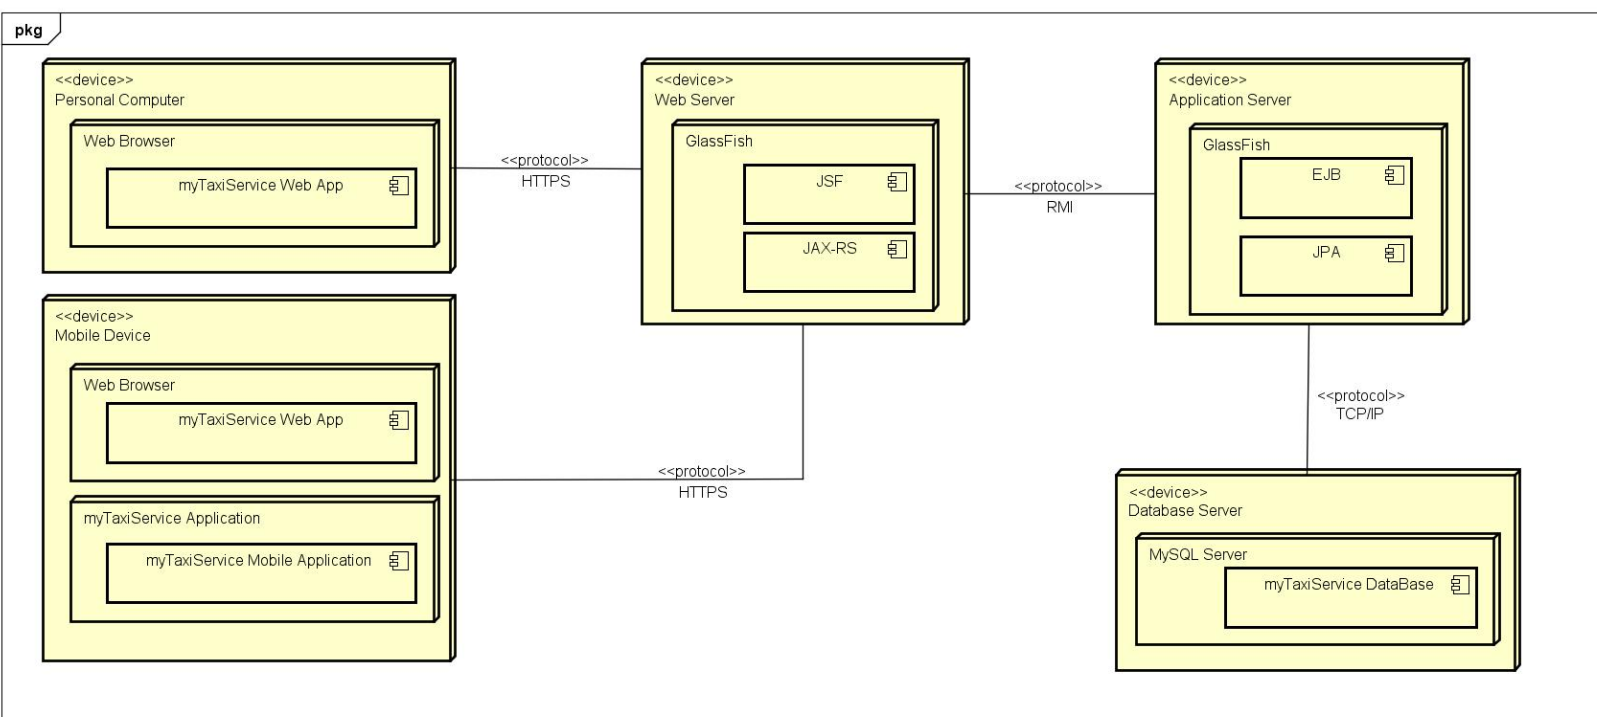 pkg
<<device>>
Personal Computer
Web Browser
myTaxiService Web App
<<protocol>>
HTTPS
<<device>>
Web Server
GlassFish
JSF
JAX-RS
<<protocol>>
RMI
<<device>>
Application Server
GlassFish
EJB
JPA
<<device>>
Mobile Device
Web Browser
myTaxiService Web App
myTaxiService Application
myTaxiService Mobile Application
<<protocol>>
HTTPS
<<protocol>>
TCP/IP
<<device>>
Database Server
MySQL Server
myTaxiService DataBase